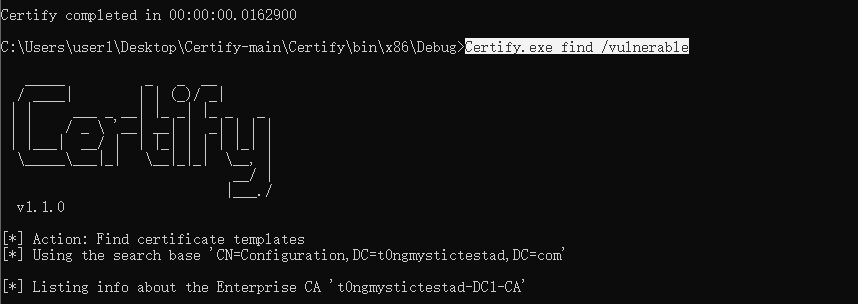 Certify completed in 00:00:00.0162900
C:\Users\user1\Desktop\Certify-main\Certify\bin\x86\Debug>Certify.exe find /vulnerable
Certify
v1.1.0
[*] Action: Find certificate templates
[*] Using the search base 'CN=Configuration,DC=t0ngmystictestad,DC=com'
[*] Listing info about the Enterprise CA 't0ngmystictestad-DC1-CA'